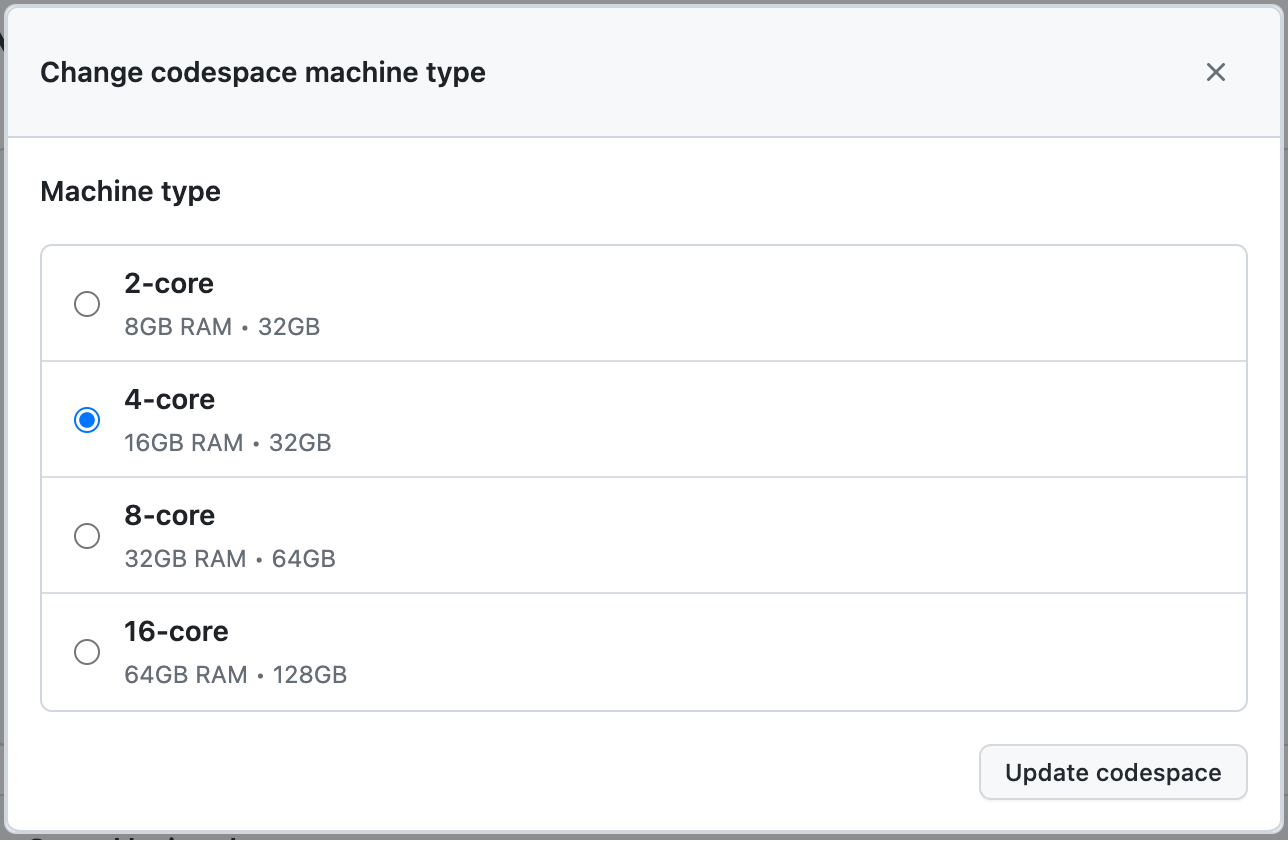 Change codespace machine type
Machine type
2-core
8GB RAM • 32GB
4-core
16GB RAM • 32GB
8-core
32GB RAM • 64GB
16-core
64GB RAM • 128GB
Update codespace